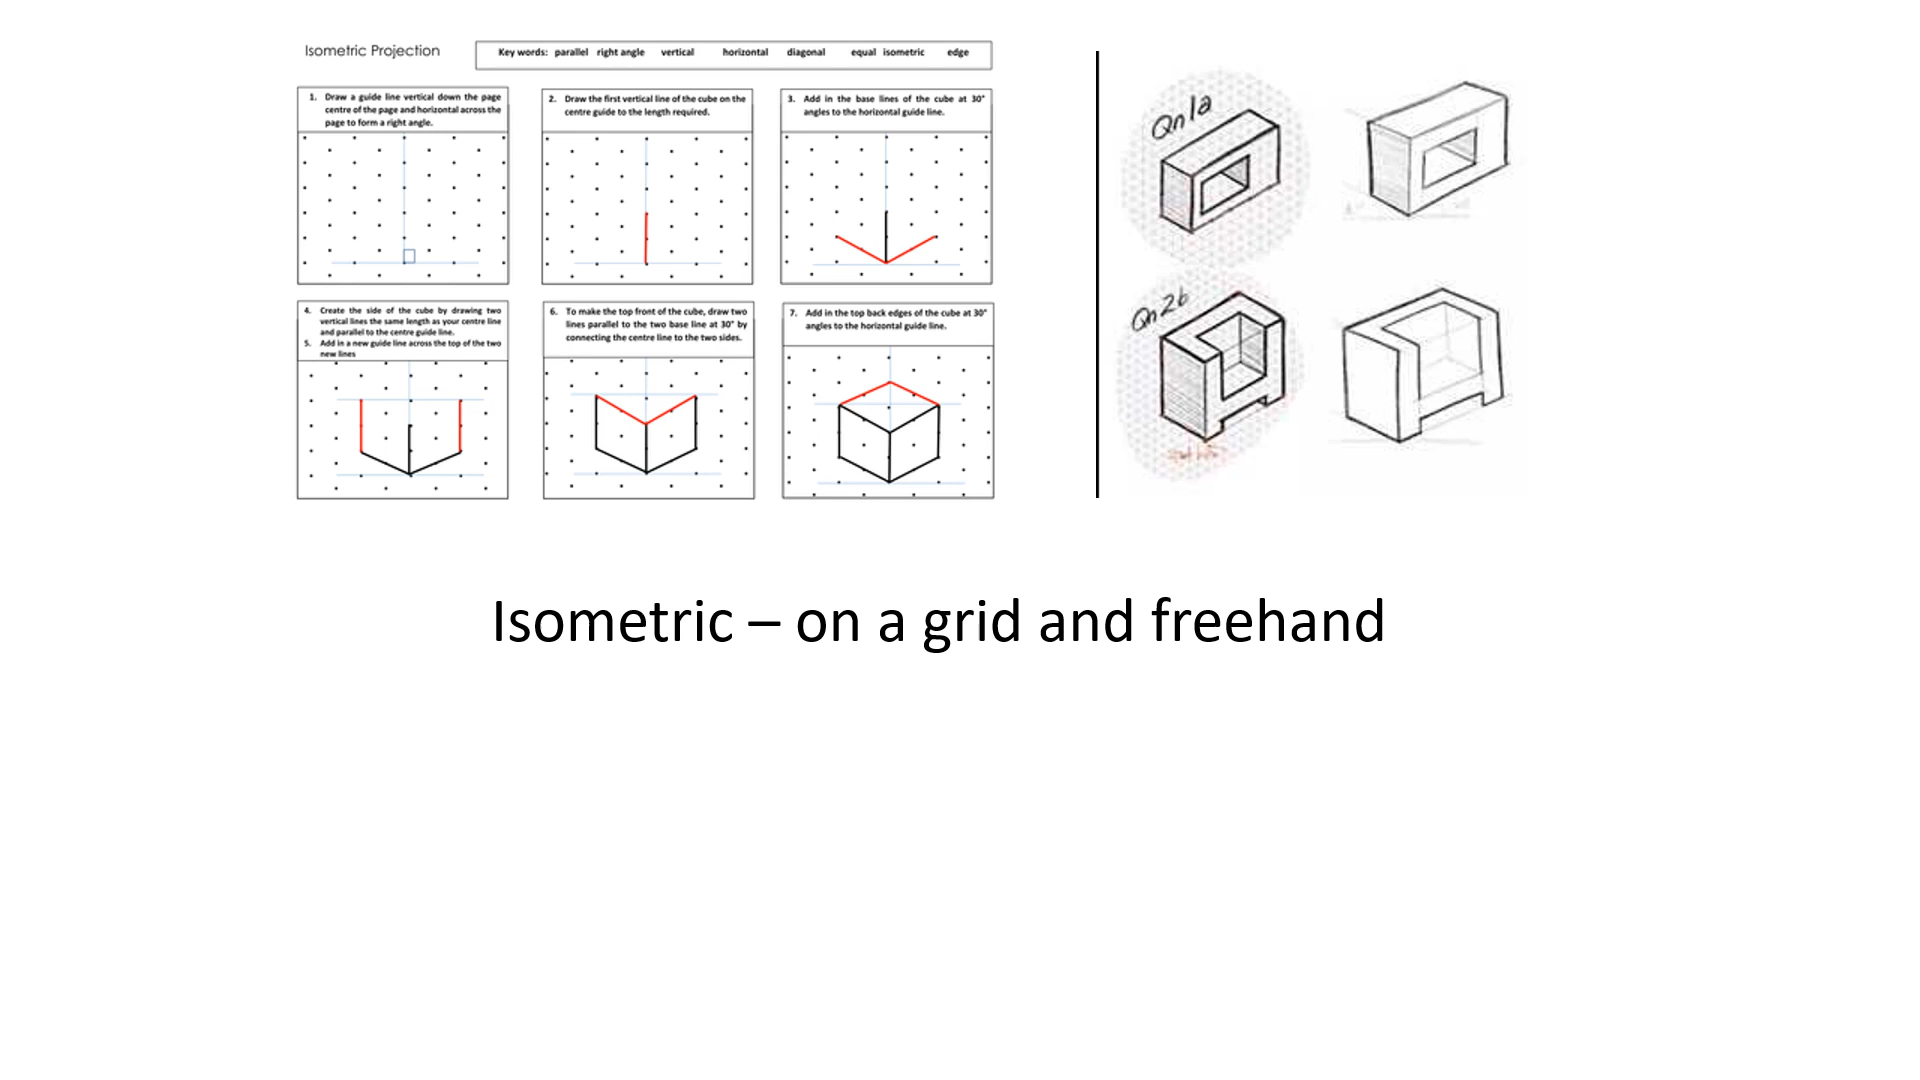 Isometric Projection
Key words: parallel right angle vertical horizontal diagonal equal isometric edge
1. Draw a guide line vertical down the page
centre of the page and horizontal across the
page to form a right angle.
2. Draw the first vertical line of the cube on the
centre guide to the length required.
3. Add in the base lines of the cube at 30°
angles to the horizontal guide line.
4. Create the side of the cube by drawing two
vertical lines the same length as your centre line
and parallel to the centre guide line.
5. Add in a new guide line across the top of the two
new lines
6. To make the top front of the cube, draw two
lines parallel to the two base line at 30° by
connecting the centre line to the two sides.
7. Add in the top back edges of the cube at 30°
angles to the horizontal guide line.
Qn1a
Qn2b
Isometric – on a grid and freehand